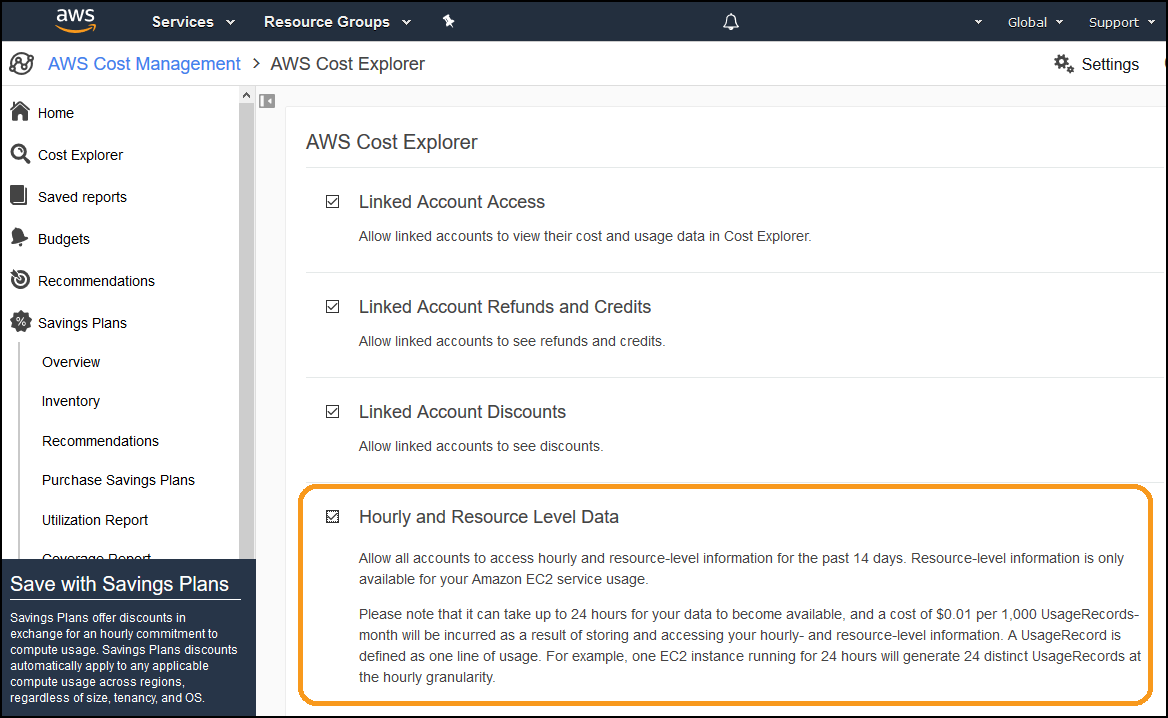 aws
Services
Resource Groups
Global
Support
AWS Cost Management > AWS Cost Explorer
Settings
Home
Cost Explorer
Saved reports
Budgets
Recommendations
% Savings Plans
Overview
Inventory
Recommendations
Purchase Savings Plans
Utilization Report
Coverage Report
Save with Savings Plans
Savings Plans offer discounts in
exchange for an hourly commitment to
compute usage. Savings Plans discounts
automatically apply to any applicable
compute usage across regions,
regardless of size, tenancy, and OS.
AWS Cost Explorer
Linked Account Access
Allow linked accounts to view their cost and usage data in Cost Explorer.
Linked Account Refunds and Credits
Allow linked accounts to see refunds and credits.
Linked Account Discounts
Allow linked accounts to see discounts.
Hourly and Resource Level Data
Allow all accounts to access hourly and resource-level information for the past 14 days. Resource-level information is only
available for your Amazon EC2 service usage.
Please note that it can take up to 24 hours for your data to become available, and a cost of $0.01 per 1,000 UsageRecords-
month will be incurred as a result of storing and accessing your hourly- and resource-level information. A UsageRecord is
defined as one line of usage. For example, one EC2 instance running for 24 hours will generate 24 distinct UsageRecords at
the hourly granularity.